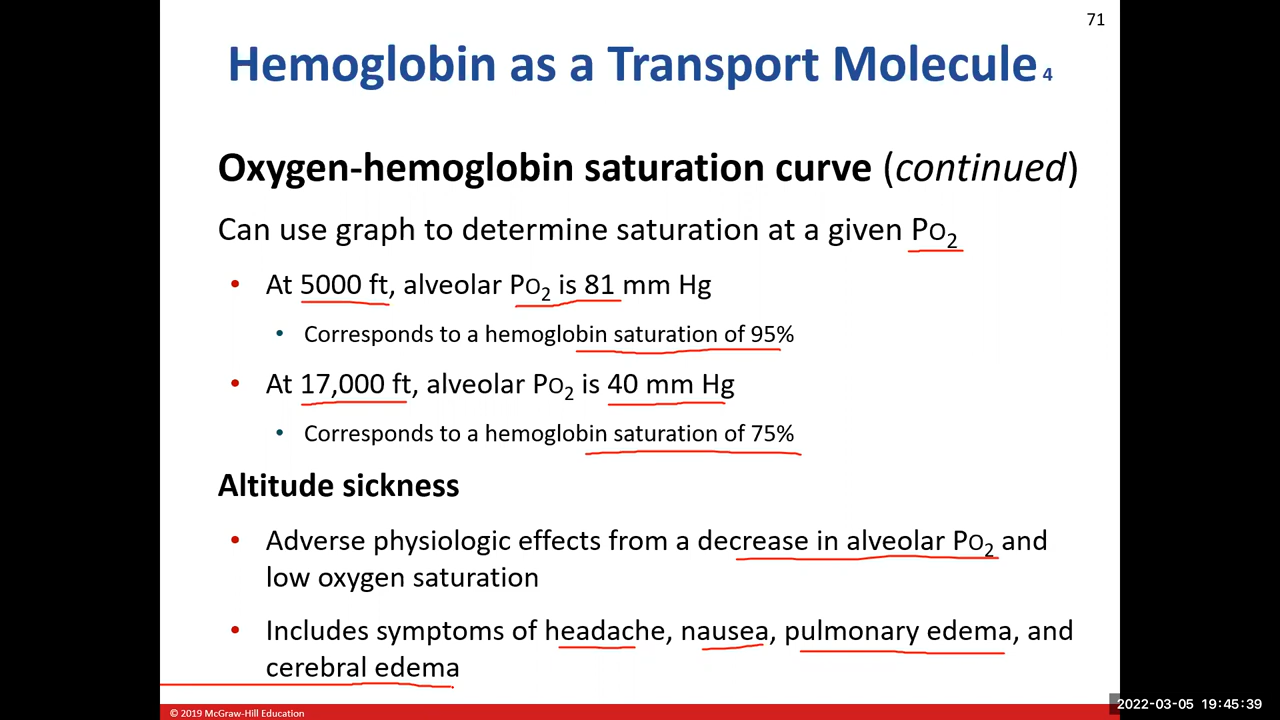 71
Hemoglobin as a Transport Molecule 4
Oxygen-hemoglobin saturation curve (continued)
Can use graph to determine saturation at a given PO₂
• At 5000 ft, alveolar PO₂ is 81 mm Hg
• Corresponds to a hemoglobin saturation of 95%
• At 17,000 ft, alveolar PO₂ is 40 mm Hg
• Corresponds to a hemoglobin saturation of 75%
Altitude sickness
• Adverse physiologic effects from a decrease in alveolar PO₂ and
low oxygen saturation
• Includes symptoms of headache, nausea, pulmonary edema, and
cerebral edema
© 2019 McGraw-Hill Education
2022-03-05 19:45:39